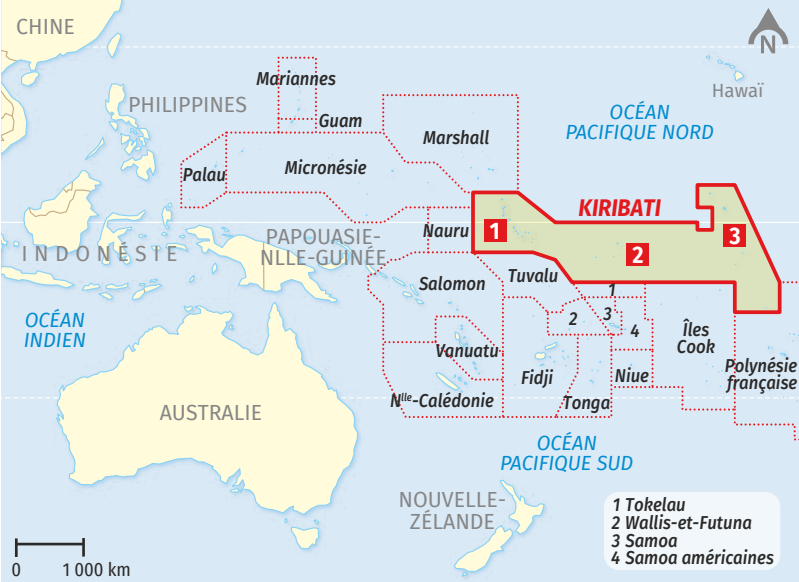 CHINE
N
Hawaï
Mariannes
PHILIPPINES
Guam
OCÉAN
PACIFIQUE NORD
Marshall
Palau
Micronésie
KIRIBATI
1
2
3
Nauru
PAPOUASIE-
NLLE-GUINÉE
INDONÉSIE
Salomon
Tuvalu
1
2
3
4
OCÉAN
INDIEN
Îles
Cook
Vanuatu
Fidji
Niue
Polynésie
française
Nlle-Calédonie
Tonga
AUSTRALIE
OCÉAN
PACIFIQUE SUD
NOUVELLE-
ZÉLANDE
1 Tokelau
2 Wallis-et-Futuna
3 Samoa
4 Samoa américaines
0 1 000 km